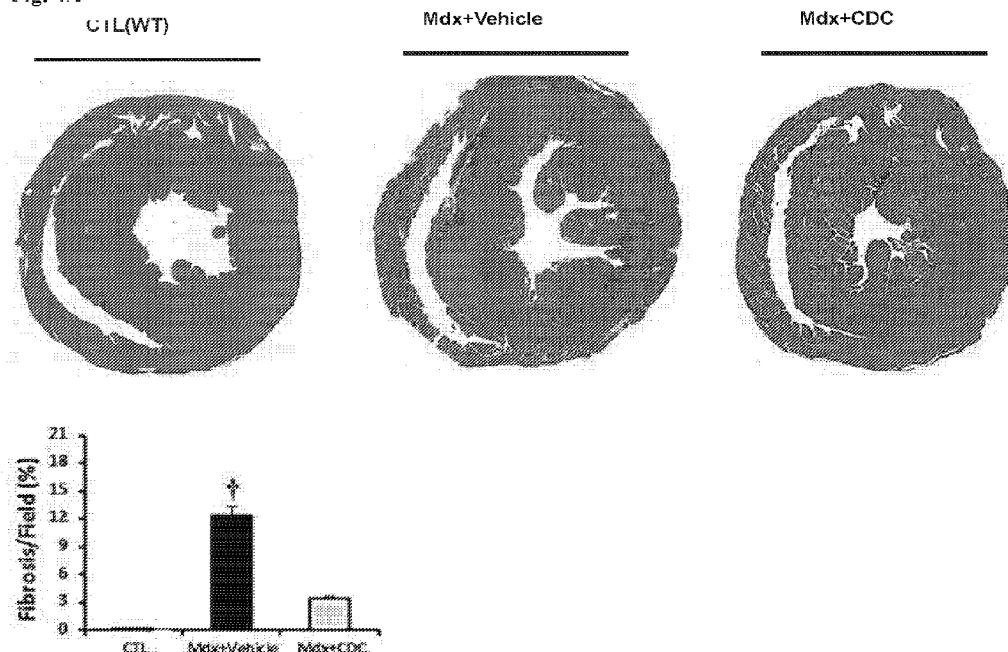 CTL(WT)
Mdx+Vehicle
Mdx+CDC
Fibrosis/Field (%)
21
18
15
12
9
6
3
0
†
CTL
Mdx+Vehicle
Mdx+CDC